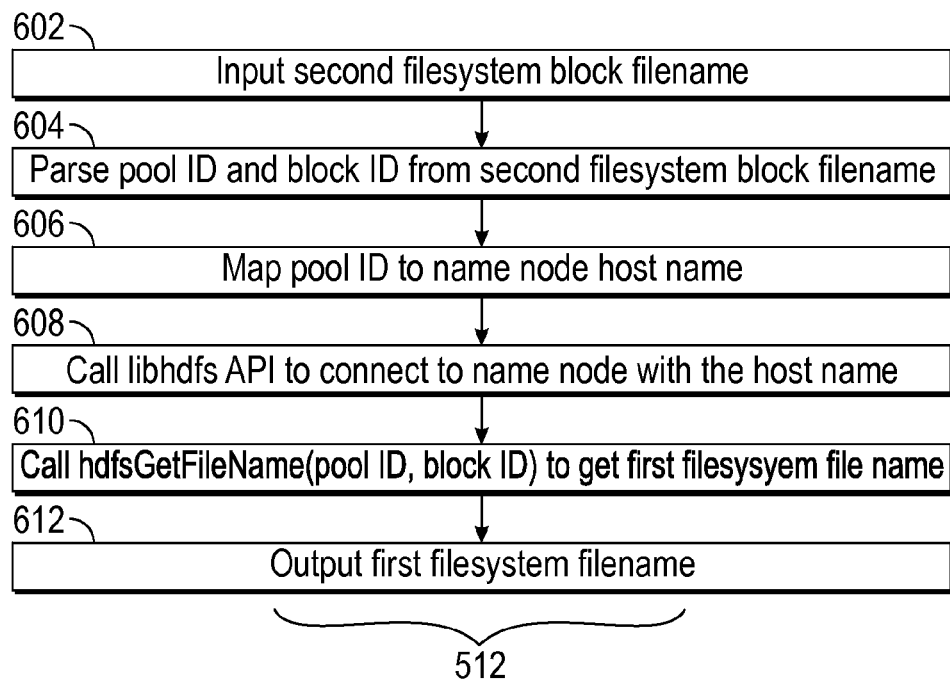 602
Input second filesystem block filename
604
Parse pool ID and block ID from second filesystem block filename
606
Map pool ID to name node host name
608
Call libhdfs API to connect to name node with the host name
610
Call hdfsGetFileName(pool ID, block ID) to get first filesysyem file name
612
Output first filesystem filename
512